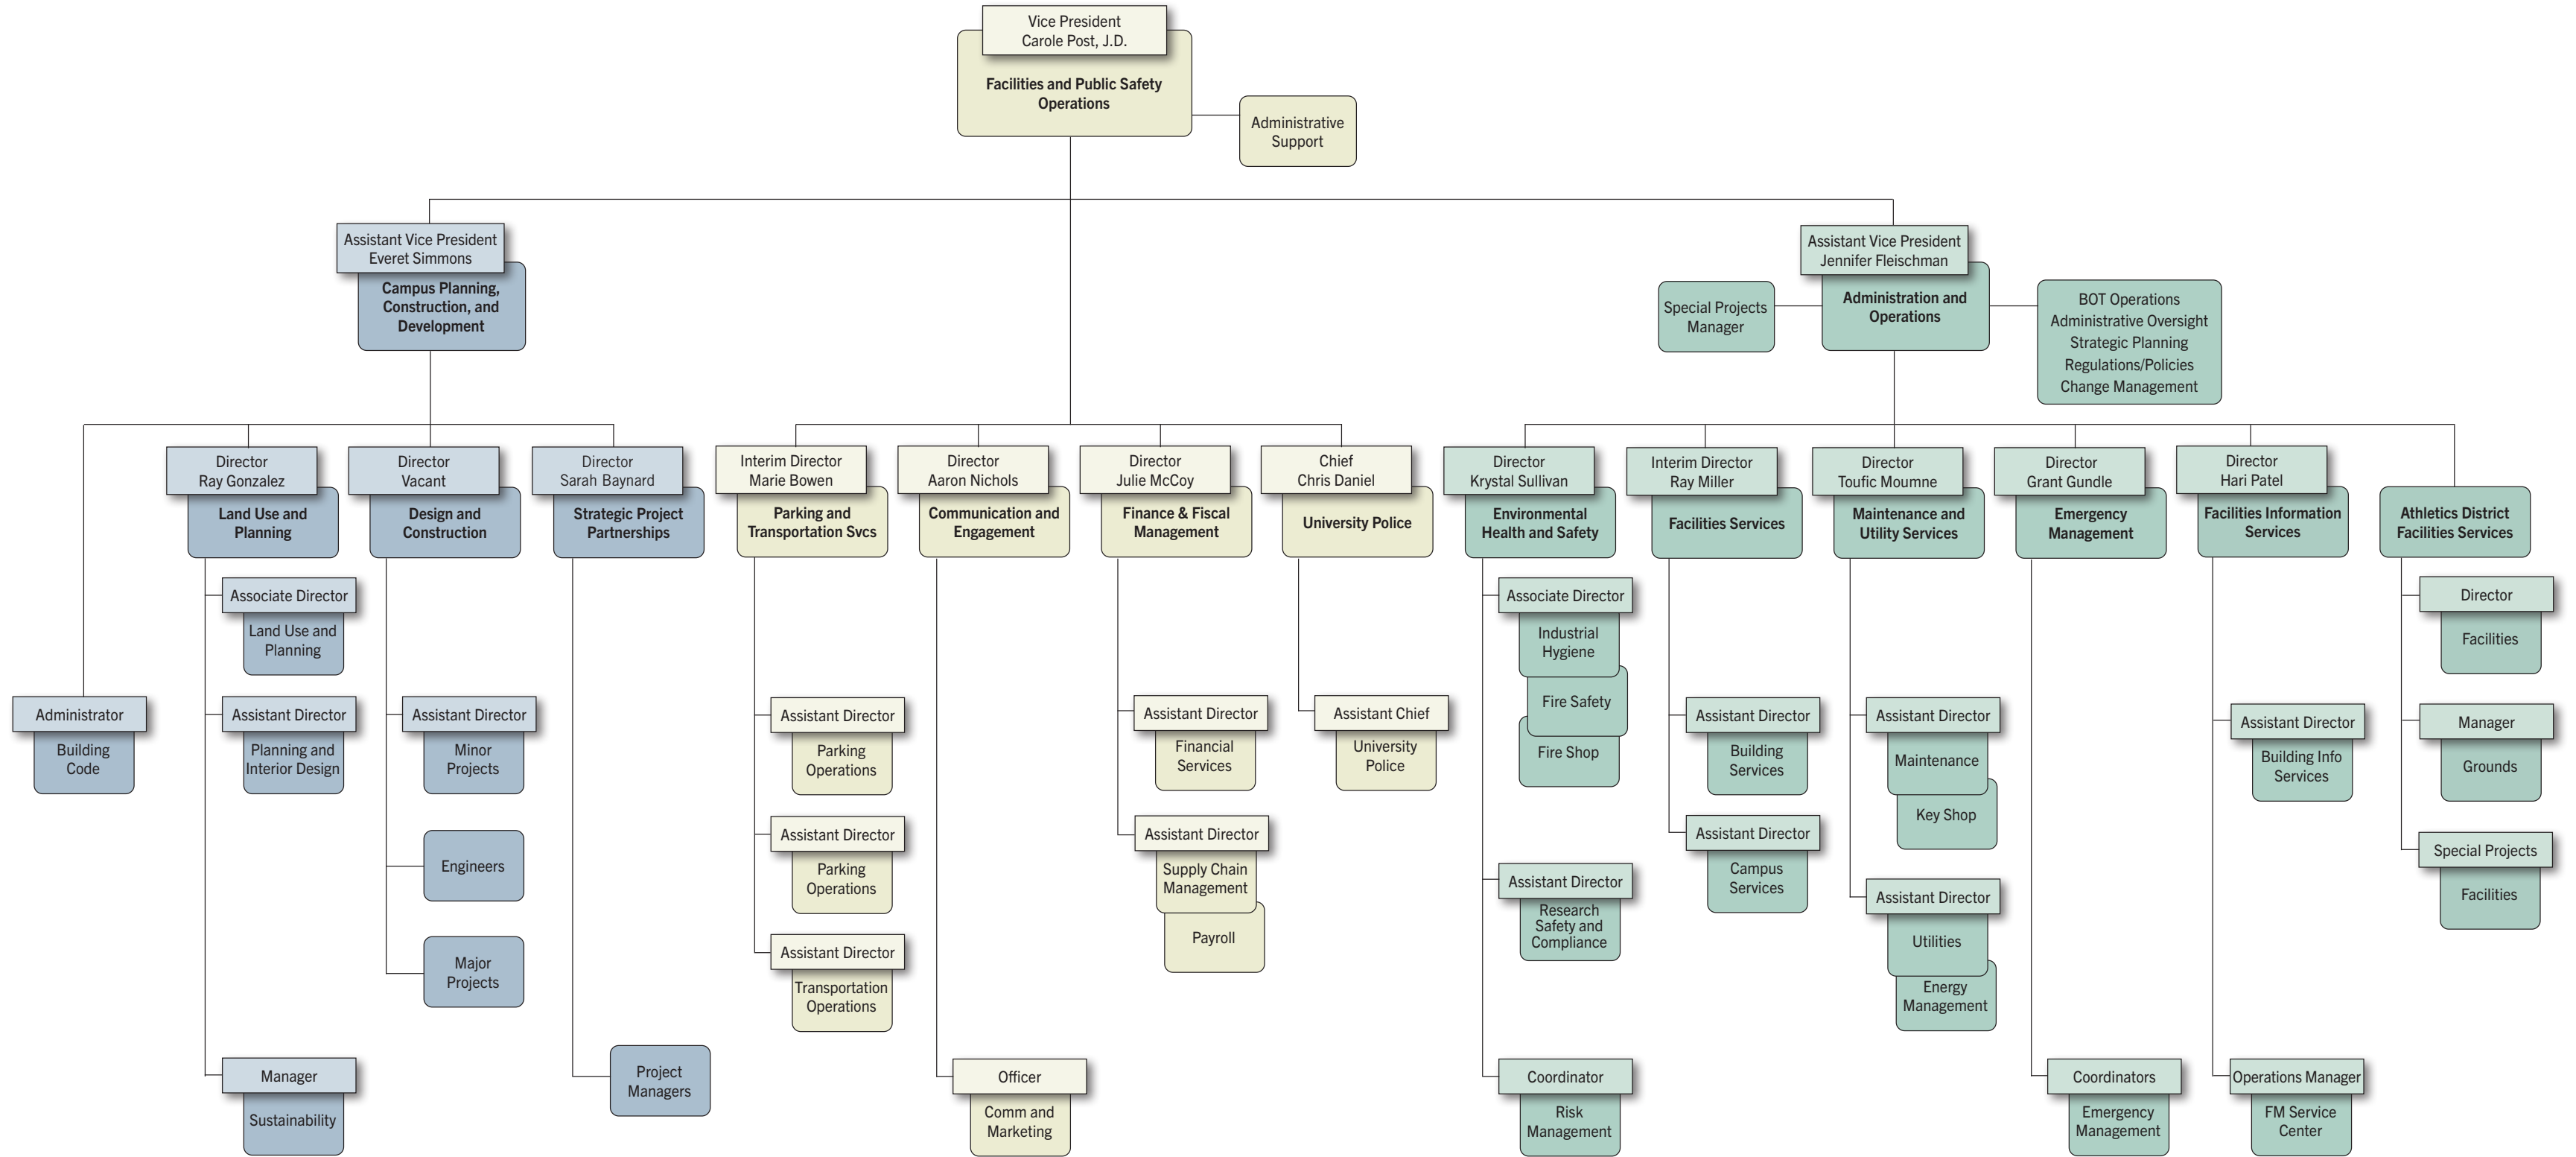 Vice President
Carole Post, J.D.
Facilities and Public Safety
Operations
Administrative
Support
Assistant Vice President
Everet Simmons
Campus Planning,
Construction, and
Development
Assistant Vice President
Jennifer Fleischman
Administration and
Operations
Special Projects
Manager
BOT Operations
Administrative Oversight
Strategic Planning
Regulations/Policies
Change Management
Administrator
Building
Code
Director
Ray Gonzalez
Land Use and
Planning
Associate Director
Land Use and
Planning
Assistant Director
Planning and
Interior Design
Manager
Sustainability
Director
Vacant
Design and
Construction
Assistant Director
Minor
Projects
Engineers
Major
Projects
Director
Sarah Baynard
Strategic Project
Partnerships
Project
Managers
Interim Director
Marie Bowen
Parking and
Transportation Svcs
Assistant Director
Parking
Operations
Assistant Director
Parking
Operations
Assistant Director
Transportation
Operations
Director
Aaron Nichols
Communication and
Engagement
Officer
Comm and
Marketing
Director
Julie McCoy
Finance & Fiscal
Management
Assistant Director
Financial
Services
Assistant Director
Supply Chain
Management
Payroll
Chief
Chris Daniel
University Police
Assistant Chief
University
Police
Director
Krystal Sullivan
Environmental
Health and Safety
Associate Director
Industrial
Hygiene
Fire Safety
Fire Shop
Assistant Director
Research
Safety and
Compliance
Coordinator
Risk
Management
Interim Director
Ray Miller
Facilities Services
Assistant Director
Building
Services
Assistant Director
Campus
Services
Director
Toufic Moumne
Maintenance and
Utility Services
Assistant Director
Maintenance
Key Shop
Assistant Director
Utilities
Energy
Management
Director
Grant Gundle
Emergency
Management
Coordinators
Emergency
Management
Director
Hari Patel
Facilities Information
Services
Assistant Director
Building Info
Services
Operations Manager
FM Service
Center
Athletics District
Facilities Services
Director
Facilities
Manager
Grounds
Special Projects
Facilities